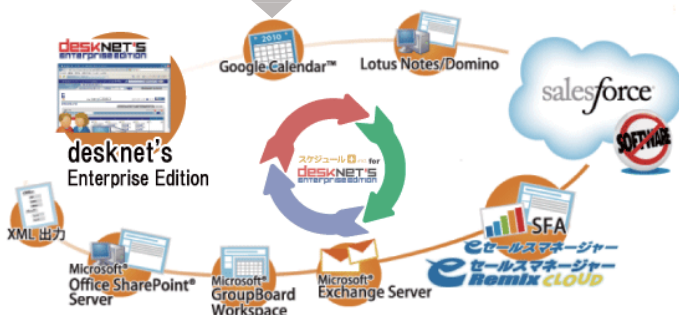 DESKNET'S
ENTERPRISE EDITION
desknet's
Enterprise Edition
2010
Google Calendar™
Lotus Notes/Domino
salesforce
SOFTWARE
スケジュール for
DESKNET'S
ENTERPRISE EDITION
SFA
eセールスマネージャー
eセールスマネージャー
Remix CLOUD
Microsoft®
Exchange Server
Microsoft®
GroupBoard
Workspace
Microsoft®
Office SharePoint®
Server
XML 出力